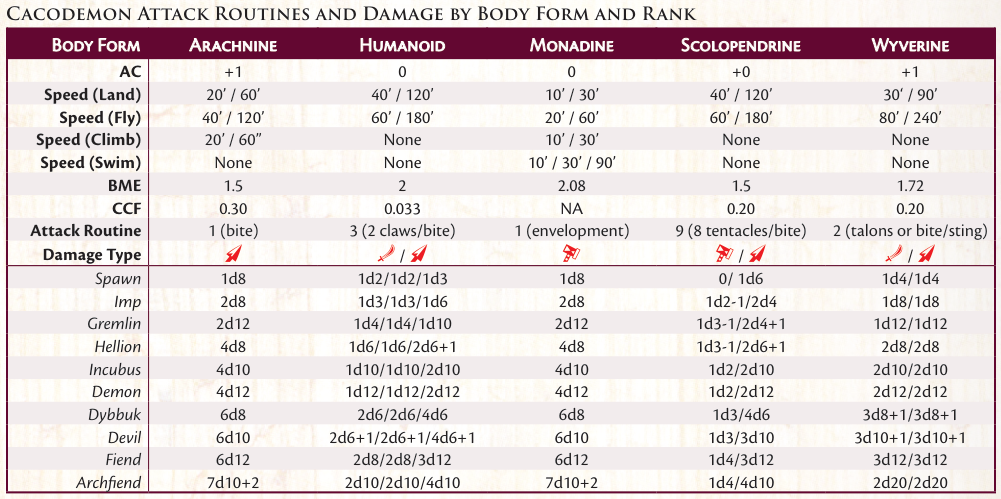 Cacodemon Attack Routines and Damage by Body Form and Rank
Body Form Arachnine Humanoid Monadine Scolopendrine Wyverine
AC +1 0 0 +0 +1
Speed (Land) 20′ / 60′ 40′ / 120′ 10′ / 30′ 40′ / 120′ 30′ / 90′
Speed (Fly) 40′ / 120′ 60′ / 180′ 20′ / 60′ 60′ / 180′ 80′ / 240′
Speed (Climb) 20′ / 60″ None 10′ / 30′ None None
Speed (Swim) None None 10′ / 30′ / 90′ None None
BME 1.5 2 2.08 1.5 1.72
CCF 0.30 0.033 NA 0.20 0.20
Attack Routine 1 (bite) 3 (2 claws/bite) 1 (envelopment) 9 (8 tentacles/bite) 2 (talons or bite/sting)
Damage Type / / /
Spawn 1d8 1d2/1d2/1d3 1d8 0/ 1d6 1d4/1d4
Imp 2d8 1d3/1d3/1d6 2d8 1d2-1/2d4 1d8/1d8
Gremlin 2d12 1d4/1d4/1d10 2d12 1d3-1/2d4+1 1d12/1d12
Hellion 4d8 1d6/1d6/2d6+1 4d8 1d3-1/2d6+1 2d8/2d8
Incubus 4d10 1d10/1d10/2d10 4d10 1d2/2d10 2d10/2d10
Demon 4d12 1d12/1d12/2d12 4d12 1d2/2d12 2d12/2d12
Dybbuk 6d8 2d6/2d6/4d6 6d8 1d3/4d6 3d8+1/3d8+1
Devil 6d10 2d6+1/2d6+1/4d6+1 6d10 1d3/3d10 3d10+1/3d10+1
Fiend 6d12 2d8/2d8/3d12 6d12 1d4/3d12 3d12/3d12
Archfiend 7d10+2 2d10/2d10/4d10 7d10+2 1d4/4d10 2d20/2d20